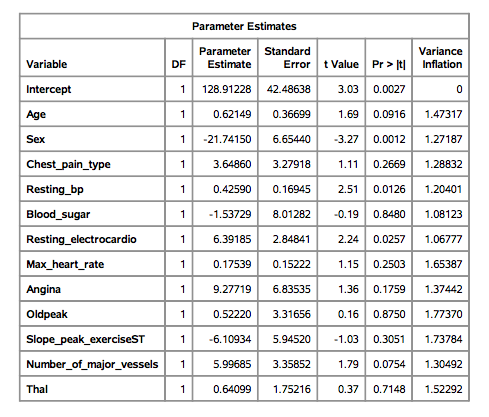 Parameter Estimates
Variable DF Parameter Estimate Standard Error t Value Pr > |t| Variance Inflation
Intercept 1 128.91228 42.48638 3.03 0.0027 0
Age 1 0.62149 0.36699 1.69 0.0916 1.47317
Sex 1 -21.74150 6.65440 -3.27 0.0012 1.27187
Chest_pain_type 1 3.64860 3.27918 1.11 0.2669 1.28832
Resting_bp 1 0.42590 0.16945 2.51 0.0126 1.20401
Blood_sugar 1 -1.53729 8.01282 -0.19 0.8480 1.08123
Resting_electrocardio 1 6.39185 2.84841 2.24 0.0257 1.06777
Max_heart_rate 1 0.17539 0.15222 1.15 0.2503 1.65387
Angina 1 9.27719 6.83535 1.36 0.1759 1.37442
Oldpeak 1 0.52220 3.31656 0.16 0.8750 1.77370
Slope_peak_exerciseST 1 -6.10934 5.94520 -1.03 0.3051 1.73784
Number_of_major_vessels 1 5.99685 3.35852 1.79 0.0754 1.30492
Thal 1 0.64099 1.75216 0.37 0.7148 1.52292